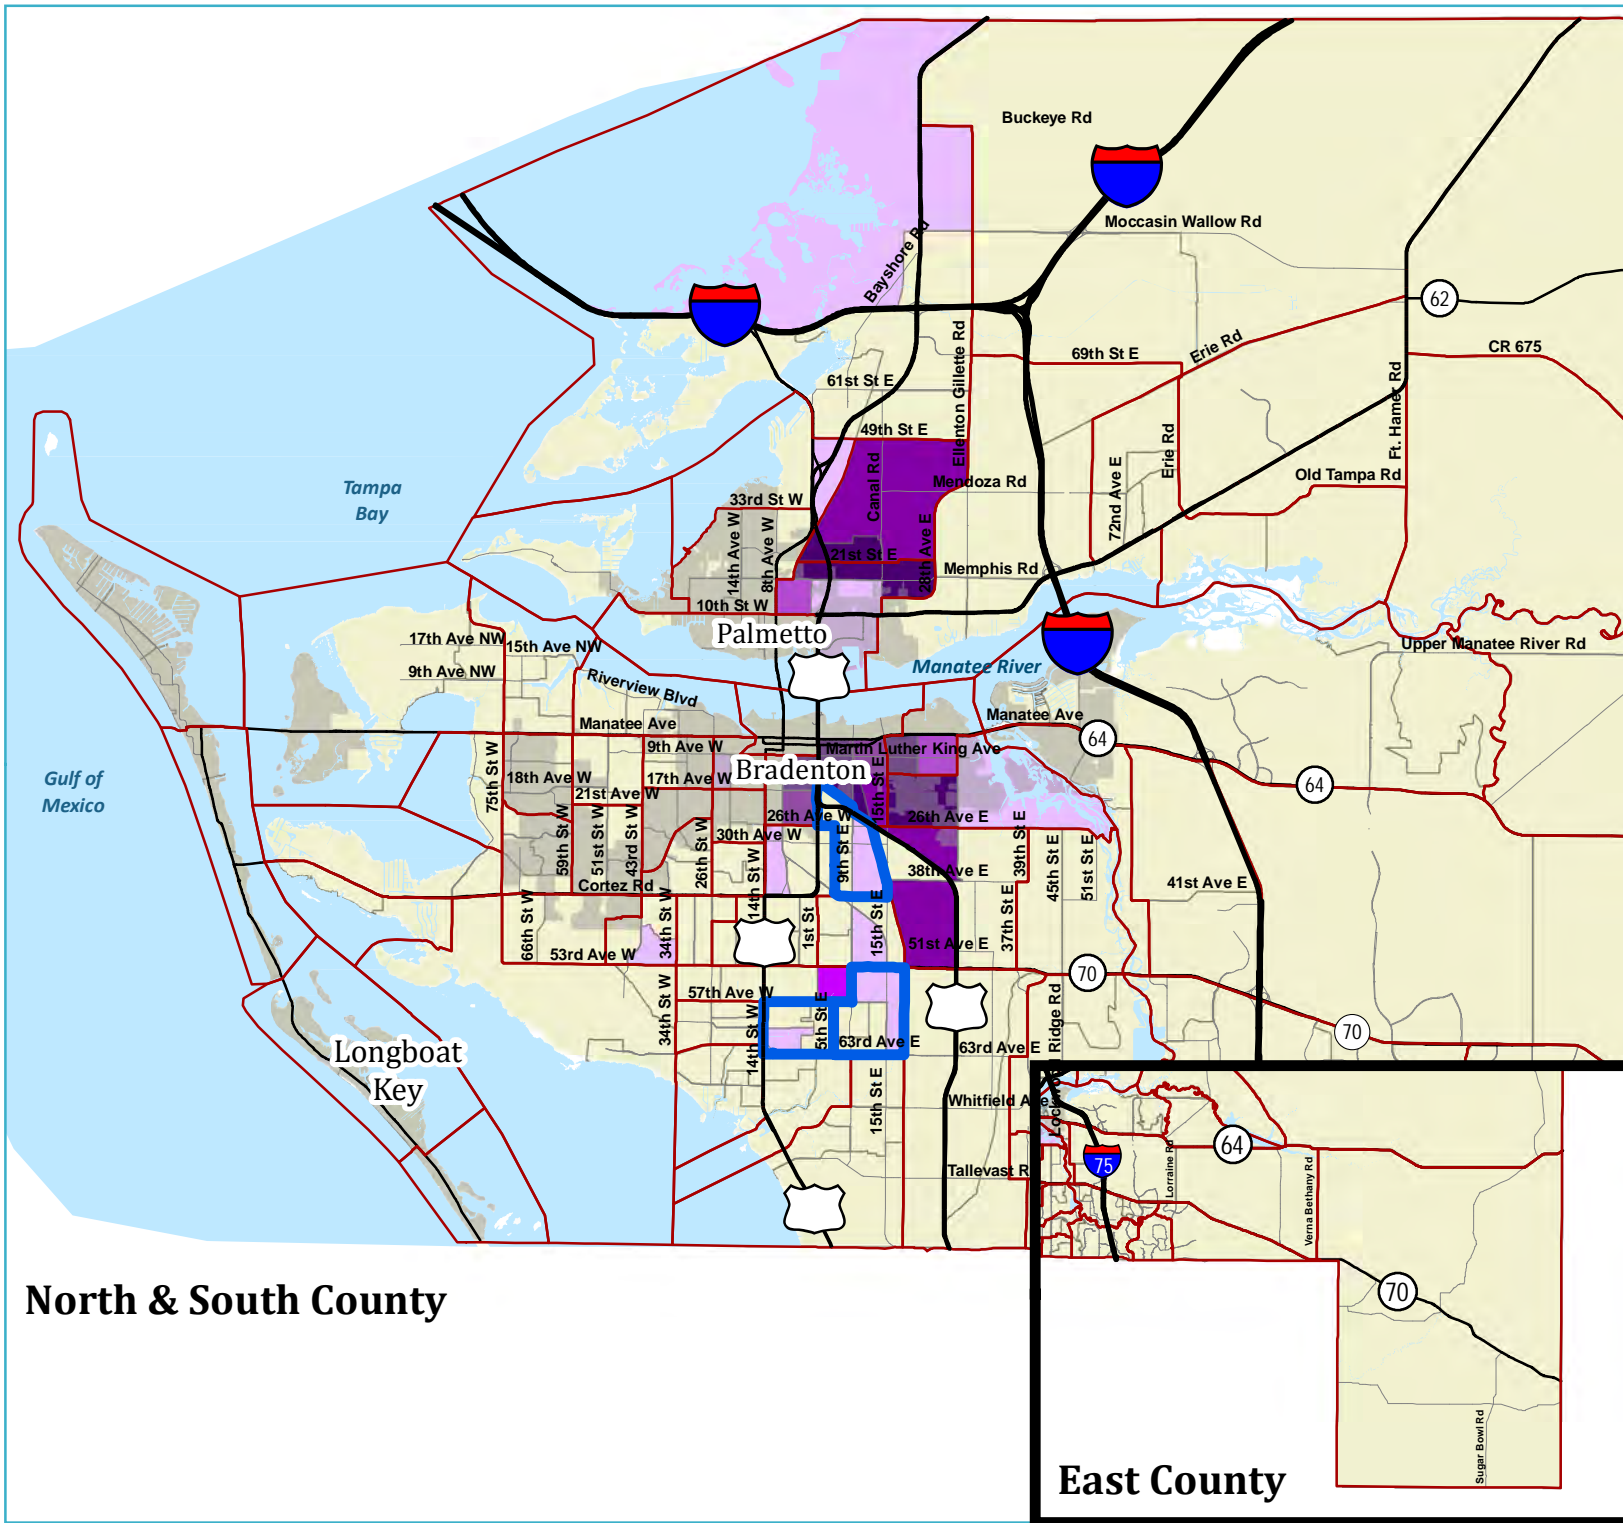 Buckeye Rd
Moccasin Wallow Rd
Bayshore Rd
62
Ellenton Gillette Rd
69th St E
Erie Rd
CR 675
61st St E
Ft. Hamer Rd
49th St E
Canal Rd
Mendoza Rd
72nd Ave E
Erie Rd
Old Tampa Rd
Tampa
Bay
33rd St W
14th Ave W
8th Ave W
21st St E
28th Ave E
Memphis Rd
10th St W
Palmetto
17th Ave NW
15th Ave NW
9th Ave NW
Riverview Blvd
Manatee River
Upper Manatee River Rd
Manatee Ave
Manatee Ave
64
9th Ave W
Martin Luther King Ave
Bradenton
Gulf of
Mexico
75th St W
18th Ave W
17th Ave W
21st Ave W
15th St E
64
59th St W
51st St W
43rd St W
26th St W
26th Ave W
26th Ave E
30th Ave W
9th St E
39th St E
45th St E
51st St E
14th St W
38th Ave E
41st Ave E
Cortez Rd
66th St W
34th St W
1st St
15th St E
37th St E
51st Ave E
53rd Ave W
70
57th Ave W
34th St W
14th St W
5th St E
63rd Ave E
63rd Ave E
Lockwood Ridge Rd
70
Longboat
Key
15th St E
Whitfield Ave
Tallevast R
64
75
Lorraine Rd
Verna Bethany Rd
70
Sugar Bowl Rd
North & South County
East County